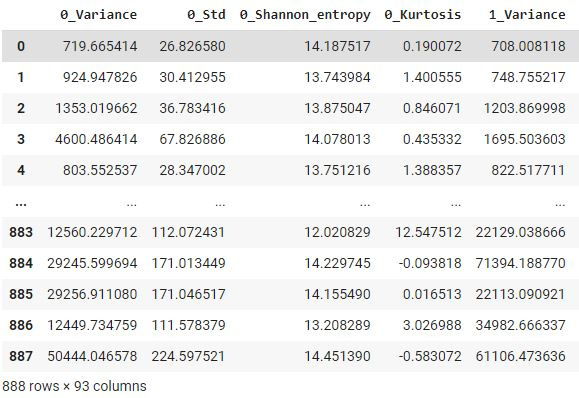 0_Variance 0_Std 0_Shannon_entropy 0_Kurtosis 1_Variance
0 719.665414 26.826580 14.187517 0.190072 708.008118
1 924.947826 30.412955 13.743984 1.400555 748.755217
2 1353.019662 36.783416 13.875047 0.846071 1203.869998
3 4600.486414 67.826886 14.078013 0.435332 1695.503603
4 803.552537 28.347002 13.751216 1.388357 822.517711
... ... ... ... ... ...
883 12560.229712 112.072431 12.020829 12.547512 22129.038666
884 29245.599694 171.013449 14.229745 -0.093818 71394.188770
885 29256.911080 171.046517 14.155490 0.016513 22113.090921
886 12449.734759 111.578379 13.208289 3.026988 34982.666337
887 50444.046578 224.597521 14.451390 -0.583072 61106.473636
888 rows × 93 columns